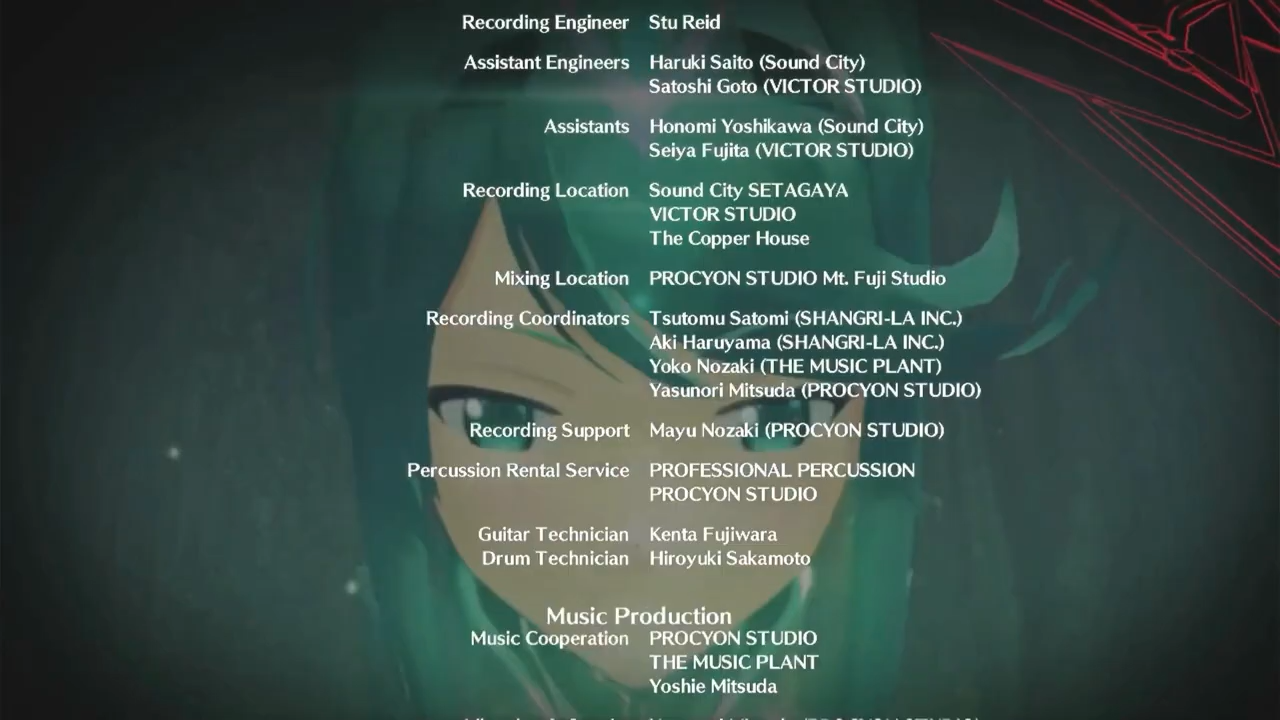 Recording Engineer Stu Reid
Assistant Engineers Haruki Saito (Sound City)
Satoshi Goto (VICTOR STUDIO)
Assistants Honomi Yoshikawa (Sound City)
Seiya Fujita (VICTOR STUDIO)
Recording Location Sound City SETAGAYA
VICTOR STUDIO
The Copper House
Mixing Location PROCYON STUDIO Mt. Fuji Studio
Recording Coordinators Tsutomu Satomi (SHANGRI-LA INC.)
Aki Haruyama (SHANGRI-LA INC.)
Yoko Nozaki (THE MUSIC PLANT)
Yasunori Mitsuda (PROCYON STUDIO)
Recording Support Mayu Nozaki (PROCYON STUDIO)
Percussion Rental Service PROFESSIONAL PERCUSSION
PROCYON STUDIO
Guitar Technician Kenta Fujiwara
Drum Technician Hiroyuki Sakamoto
Music Production
Music Cooperation PROCYON STUDIO
THE MUSIC PLANT
Yoshie Mitsuda